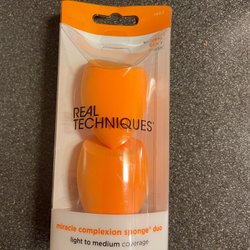 REAL
TECHNIQUES®
miracle complexion sponge® duo
light to medium coverage